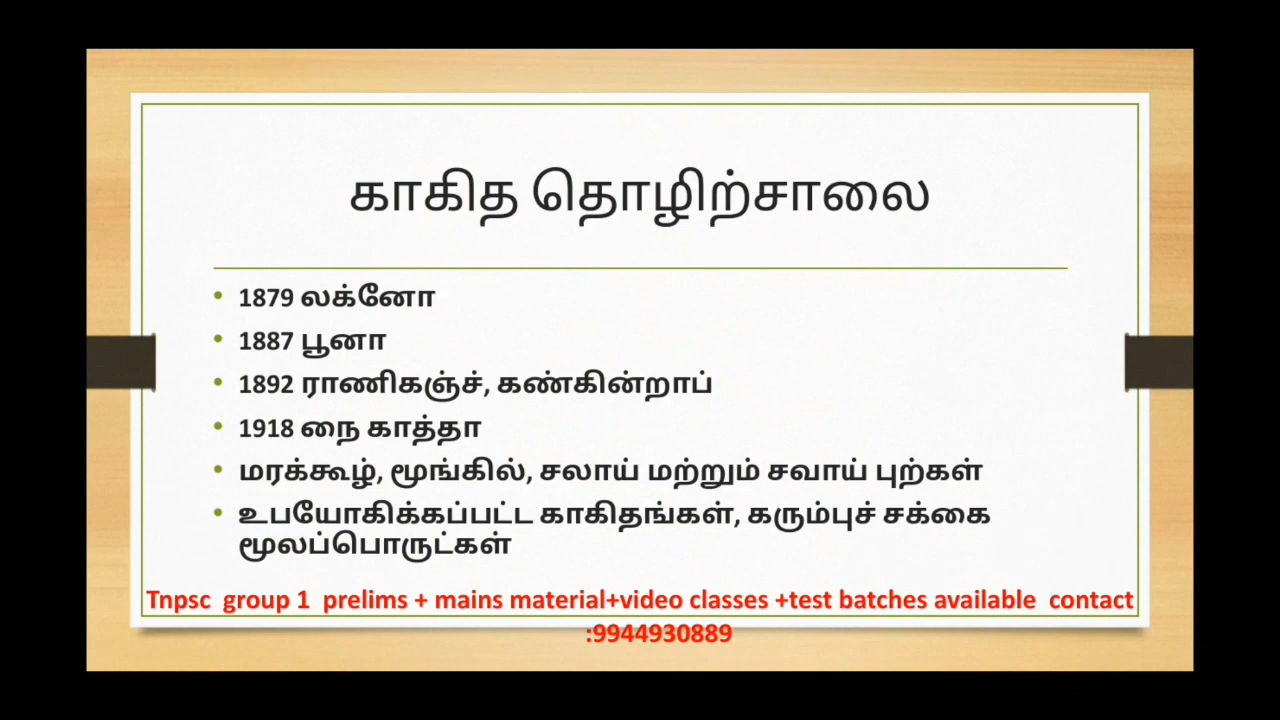 காகித தொழிற்சாலை
• 1879 லக்னோ
• 1887 பூனா
• 1892 ராணிகஞ்ச், கண்கின்றாப்
• 1918 நை காத்தா
• மரக்கூழ், மூங்கில், சலாய் மற்றும் சவாய் புற்கள்
• உபயோகிக்கப்பட்ட காகிதங்கள், கரும்புச் சக்கை
மூலப்பொருட்கள்
Tnpsc group 1 prelims + mains material+video classes +test batches available contact
:9944930889